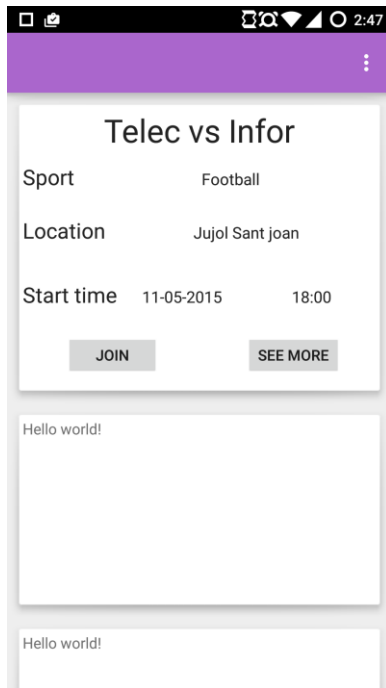 2:47
Telec vs Infor
Sport Football
Location Jujol Sant joan
Start time 11-05-2015 18:00
JOIN SEE MORE
Hello world!
Hello world!